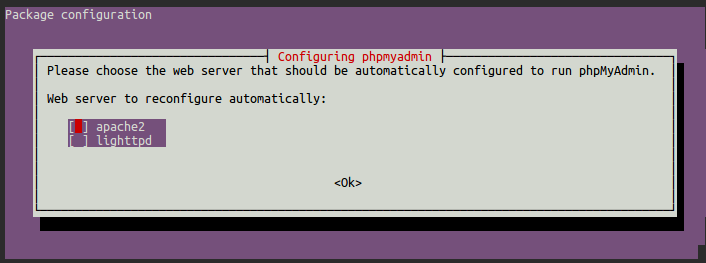 Package configuration
Configuring phpmyadmin
Please choose the web server that should be automatically configured to run phpMyAdmin.
Web server to reconfigure automatically:
[ ] apache2
[ ] lighttpd
<Ok>